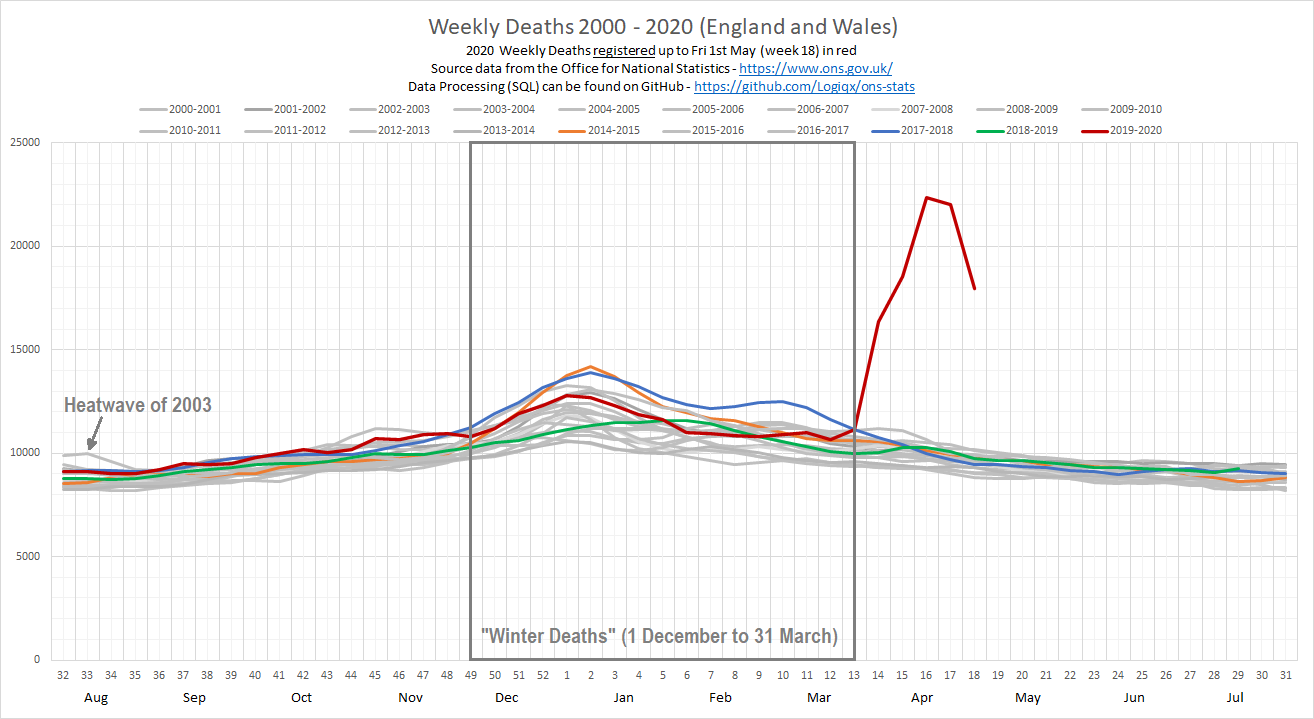 Weekly Deaths 2000 - 2020 (England and Wales)
2020 Weekly Deaths registered up to Fri 1st May (week 18) in red
Source data from the Office for National Statistics - https://www.ons.gov.uk/
Data Processing (SQL) can be found on GitHub - https://github.com/Logiqx/ons-stats
2000-2001 2001-2002 2002-2003 2003-2004 2004-2005 2005-2006 2006-2007 2007-2008 2008-2009 2009-2010
2010-2011 2011-2012 2012-2013 2013-2014 2014-2015 2015-2016 2016-2017 2017-2018 2018-2019 2019-2020
25000
20000
15000
Heatwave of 2003
10000
5000
"Winter Deaths" (1 December to 31 March)
0
32 33 34 35 36 37 38 39 40 41 42 43 44 45 46 47 48 49 50 51 52 1 2 3 4 5 6 7 8 9 10 11 12 13 14 15 16 17 18 19 20 21 22 23 24 25 26 27 28 29 30 31
Aug Sep Oct Nov Dec Jan Feb Mar Apr May Jun Jul